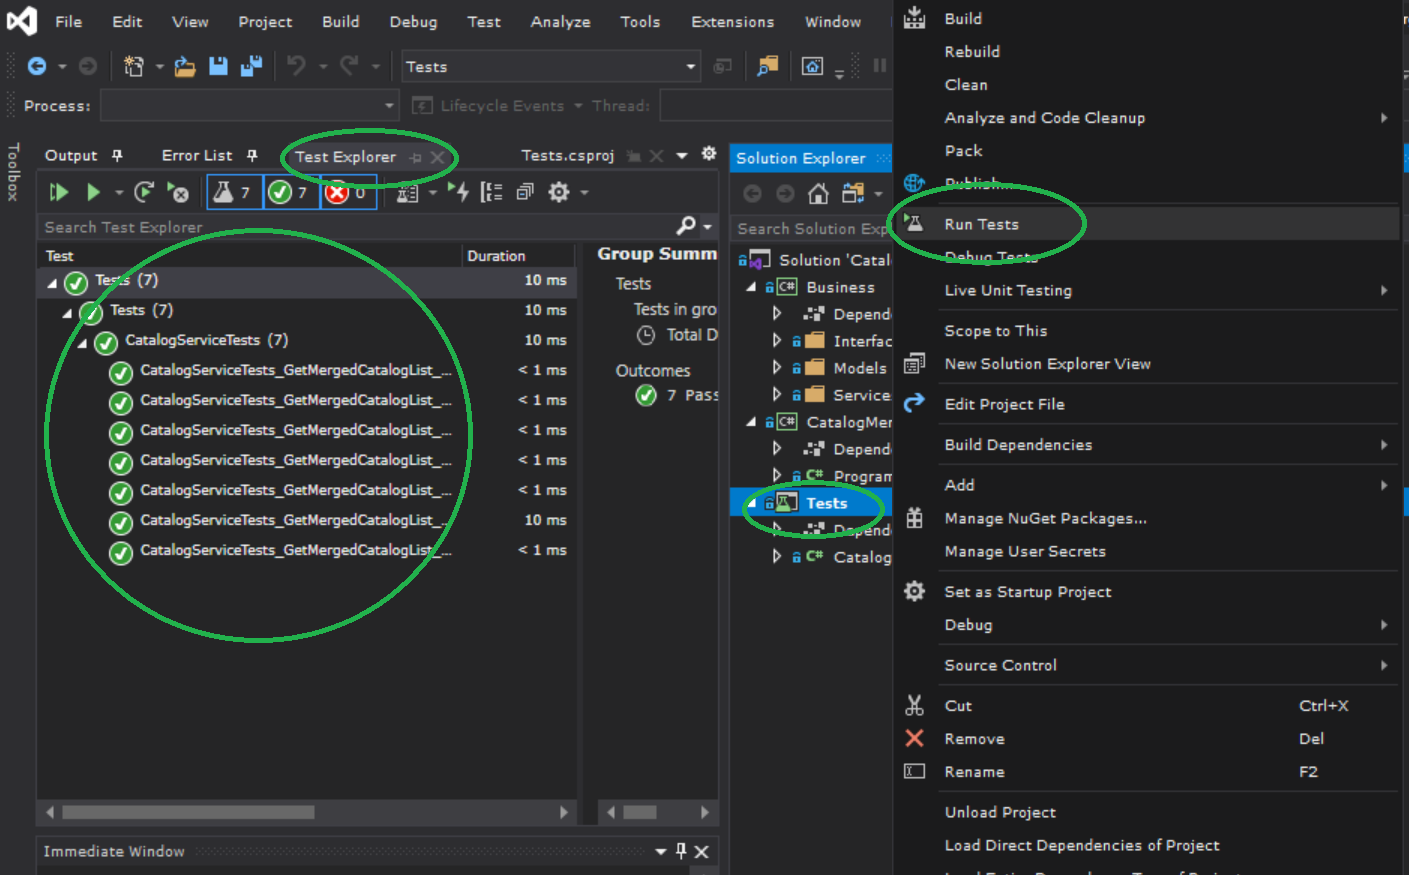 File Edit View Project Build Debug Test Analyze Tools Extensions Window
Tests
Process: Lifecycle Events Thread:
Toolbox
Output Error List Test Explorer Tests.csproj
7 7 0
Search Test Explorer
Test Duration
Tests (7) 10 ms
Tests (7) 10 ms
CatalogServiceTests (7) 10 ms
CatalogServiceTests_GetMergedCatalogList_... < 1 ms
CatalogServiceTests_GetMergedCatalogList_... < 1 ms
CatalogServiceTests_GetMergedCatalogList_... < 1 ms
CatalogServiceTests_GetMergedCatalogList_... < 1 ms
CatalogServiceTests_GetMergedCatalogList_... < 1 ms
CatalogServiceTests_GetMergedCatalogList_... 10 ms
CatalogServiceTests_GetMergedCatalogList_... < 1 ms
Group Summ
Tests
Tests in gro
Total D
Outcomes
7 Pass
Immediate Window
Solution Explorer
Search Solution Exp
Solution 'Catal
C# Business
Depend
Interfac
Models
Service
C# CatalogMer
Depend
C# Program
Tests
Depend
C# Catalog
Build
Rebuild
Clean
Analyze and Code Cleanup
Pack
Publish...
Run Tests
Debug Tests
Live Unit Testing
Scope to This
New Solution Explorer View
Edit Project File
Build Dependencies
Add
Manage NuGet Packages...
Manage User Secrets
Set as Startup Project
Debug
Source Control
Cut Ctrl+X
Remove Del
Rename F2
Unload Project
Load Direct Dependencies of Project